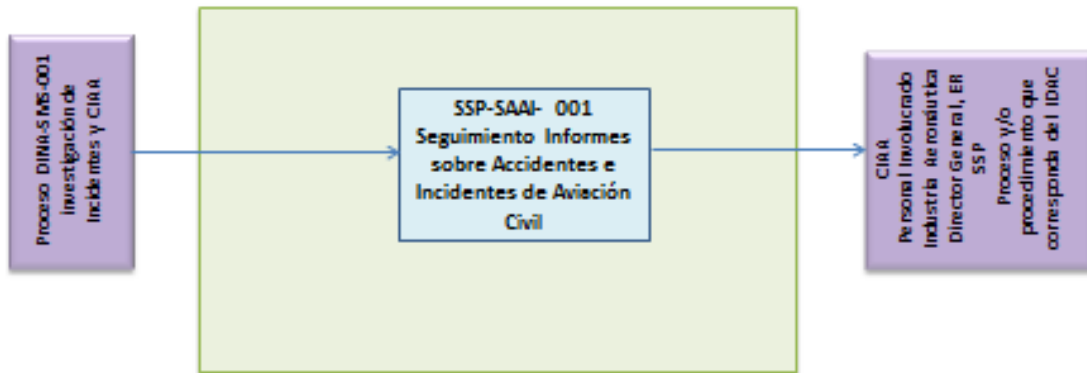 Proceso DINA-SMS-001
investigación de
Incidentes y CIAA
SSP-SAAI- 001
Seguimiento Informes
sobre Accidentes e
Incidentes de Aviación
Civil
CIAA
Personal Involucrado
Industria Aeronáutica
Director General, ER
SSP
Proceso y/o
procedimiento que
corresponda del IDAC